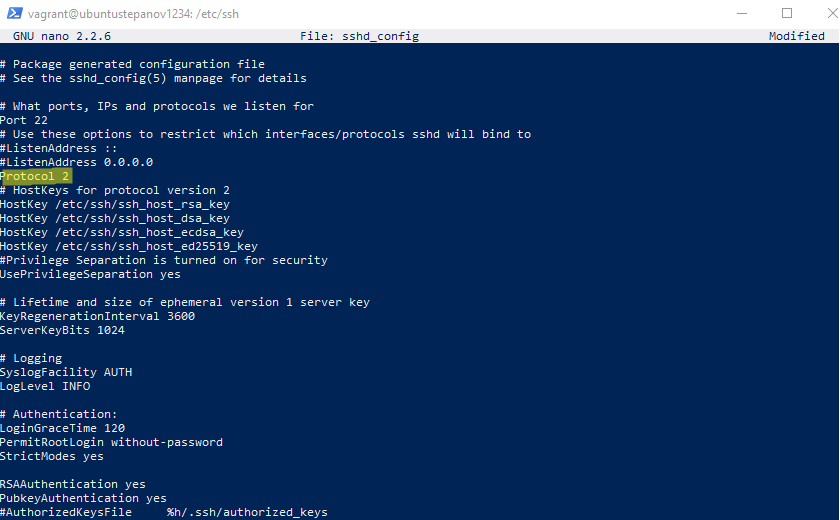 vagrant@ubuntustepanov1234: /etc/ssh
GNU nano 2.2.6 File: sshd_config Modified
# Package generated configuration file
# See the sshd_config(5) manpage for details
# What ports, IPs and protocols we listen for
Port 22
# Use these options to restrict which interfaces/protocols sshd will bind to
#ListenAddress ::
#ListenAddress 0.0.0.0
Protocol 2
# HostKeys for protocol version 2
HostKey /etc/ssh/ssh_host_rsa_key
HostKey /etc/ssh/ssh_host_dsa_key
HostKey /etc/ssh/ssh_host_ecdsa_key
HostKey /etc/ssh/ssh_host_ed25519_key
#Privilege Separation is turned on for security
UsePrivilegeSeparation yes
# Lifetime and size of ephemeral version 1 server key
KeyRegenerationInterval 3600
ServerKeyBits 1024
# Logging
SyslogFacility AUTH
LogLevel INFO
# Authentication:
LoginGraceTime 120
PermitRootLogin without-password
StrictModes yes
RSAAuthentication yes
PubkeyAuthentication yes
#AuthorizedKeysFile %h/.ssh/authorized_keys